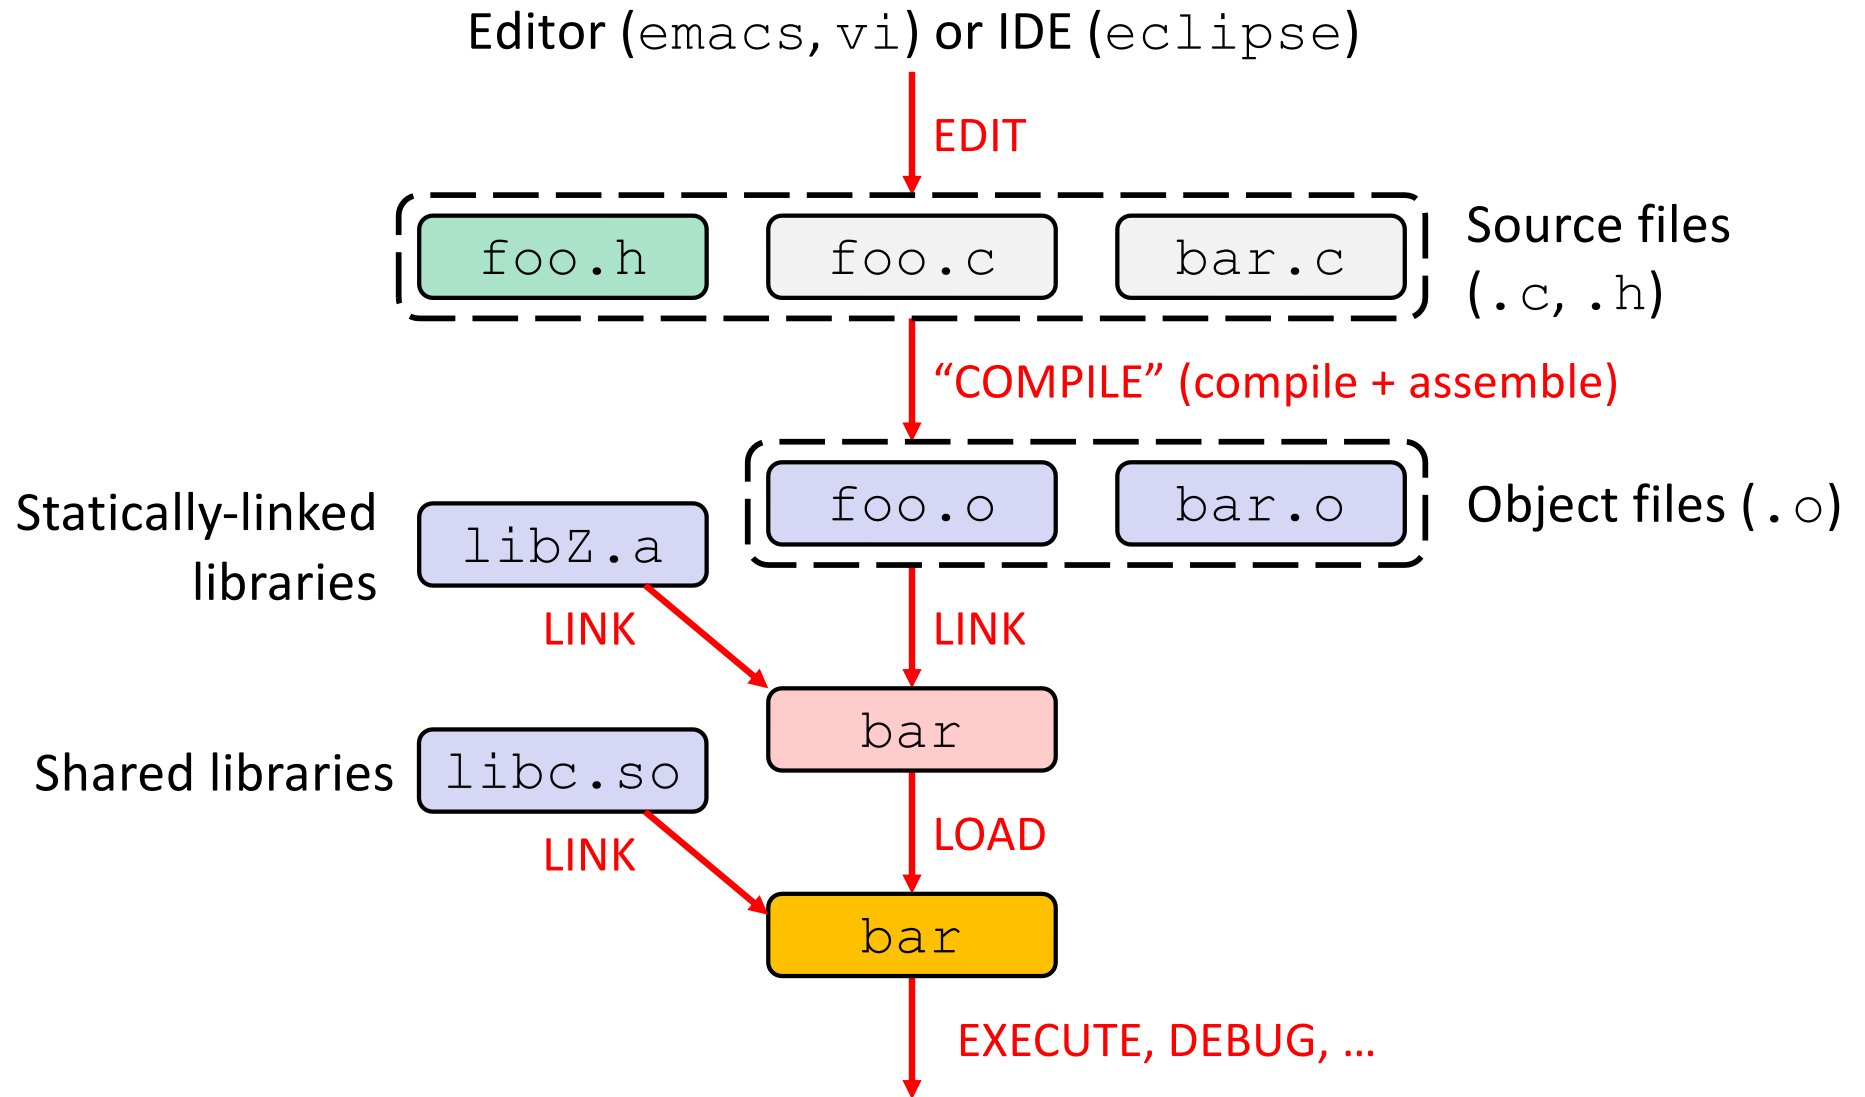 Editor (emacs, vi) or IDE (eclipse)
EDIT
foo.h
foo.c
bar.c
Source files
(.c, .h)
“COMPILE” (compile + assemble)
Statically-linked
libraries
libZ.a
foo.o
bar.o
Object files (.o)
LINK
LINK
bar
Shared libraries
libc.so
LINK
LOAD
bar
EXECUTE, DEBUG, …